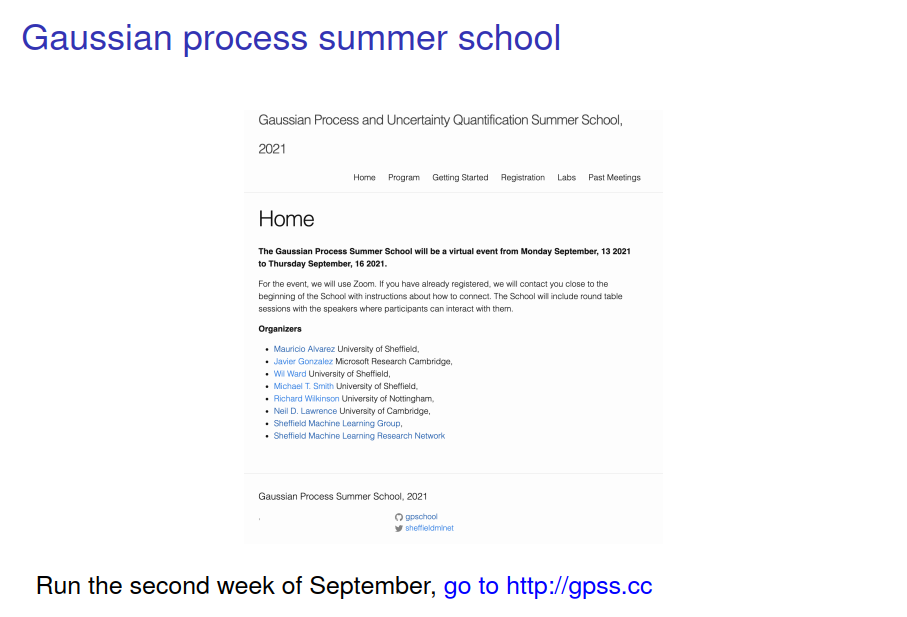 Gaussian process summer school
Gaussian Process and Uncertainty Quantification Summer School,
2021
Home Program Getting Started Registration Labs Past Meetings
Home
The Gaussian Process Summer School will be a virtual event from Monday September, 13 2021
to Thursday September, 16 2021.
For the event, we will use Zoom. If you have already registered, we will contact you close to the
beginning of the School with instructions about how to connect. The School will include round table
sessions with the speakers where participants can interact with them.
Organizers
• Mauricio Alvarez University of Sheffield,
• Javier Gonzalez Microsoft Research Cambridge,
• Wil Ward University of Sheffield,
• Michael T. Smith University of Sheffield,
• Richard Wilkinson University of Nottingham,
• Neil D. Lawrence University of Cambridge,
• Sheffield Machine Learning Group,
• Sheffield Machine Learning Research Network
Gaussian Process Summer School, 2021
. gpschool
sheffieldmlnet
Run the second week of September, go to http://gpss.cc